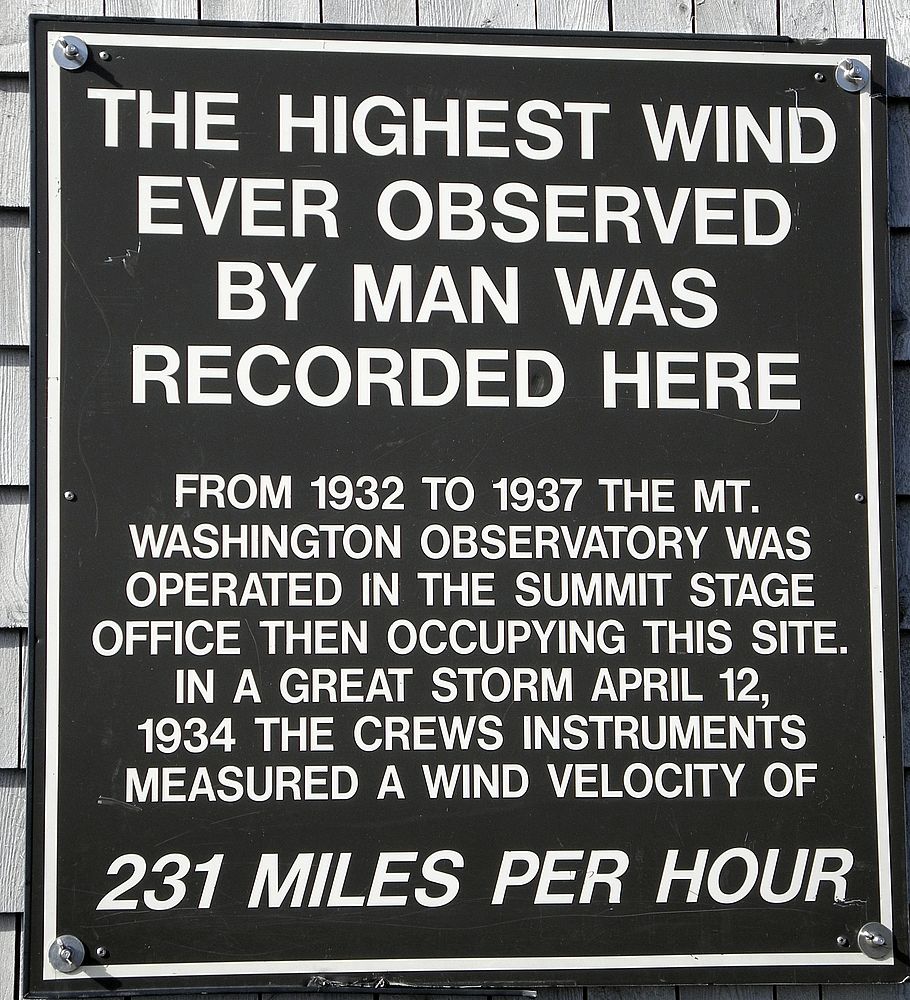 THE HIGHEST WIND
EVER OBSERVED
BY MAN WAS
RECORDED HERE
FROM 1932 TO 1937 THE MT.
WASHINGTON OBSERVATORY WAS
OPERATED IN THE SUMMIT STAGE
OFFICE THEN OCCUPYING THIS SITE.
IN A GREAT STORM APRIL 12,
1934 THE CREWS INSTRUMENTS
MEASURED A WIND VELOCITY OF
231 MILES PER HOUR